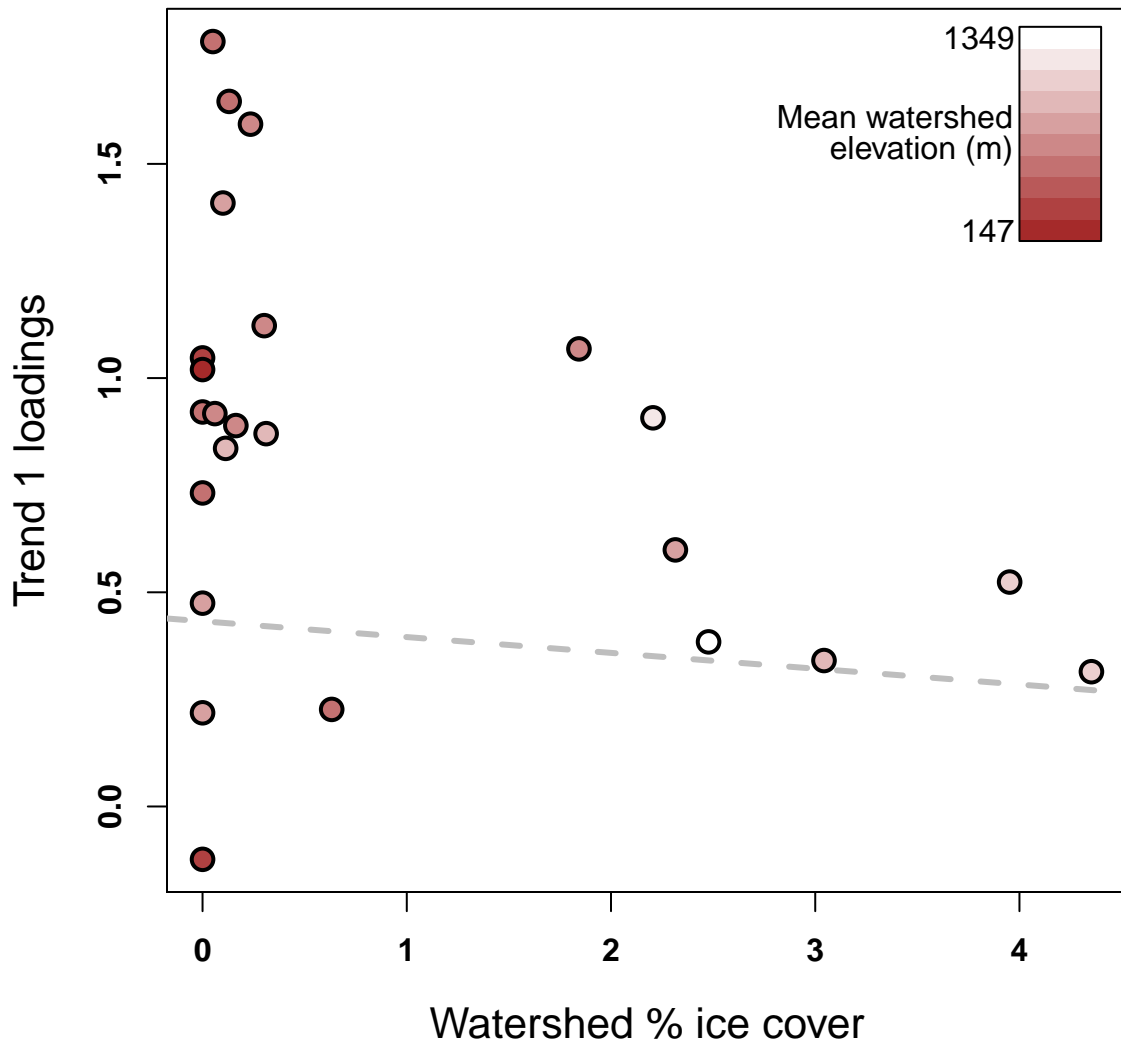 1349
Mean watershed
elevation (m)
147
Trend 1 loadings
1.5
1.0
0.5
0.0
0 1 2 3 4
Watershed % ice cover